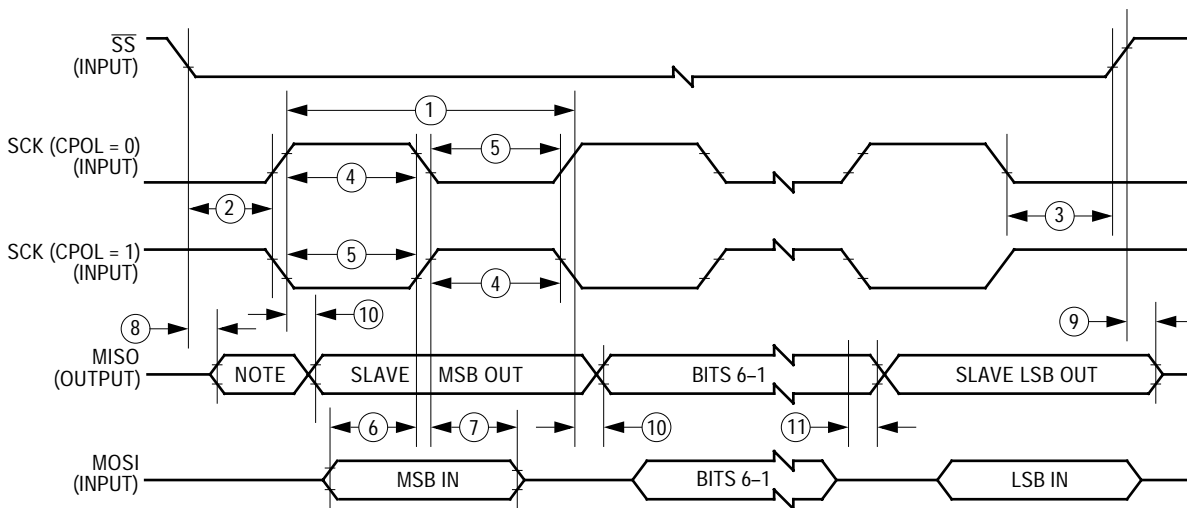 SS
(INPUT)
1
SCK (CPOL = 0)
(INPUT)
5
4
2
3
SCK (CPOL = 1)
(INPUT)
5
4
8
10
9
MISO
(OUTPUT)
NOTE
SLAVE MSB OUT
BITS 6–1
SLAVE LSB OUT
6
7
10
11
MOSI
(INPUT)
MSB IN
BITS 6–1
LSB IN